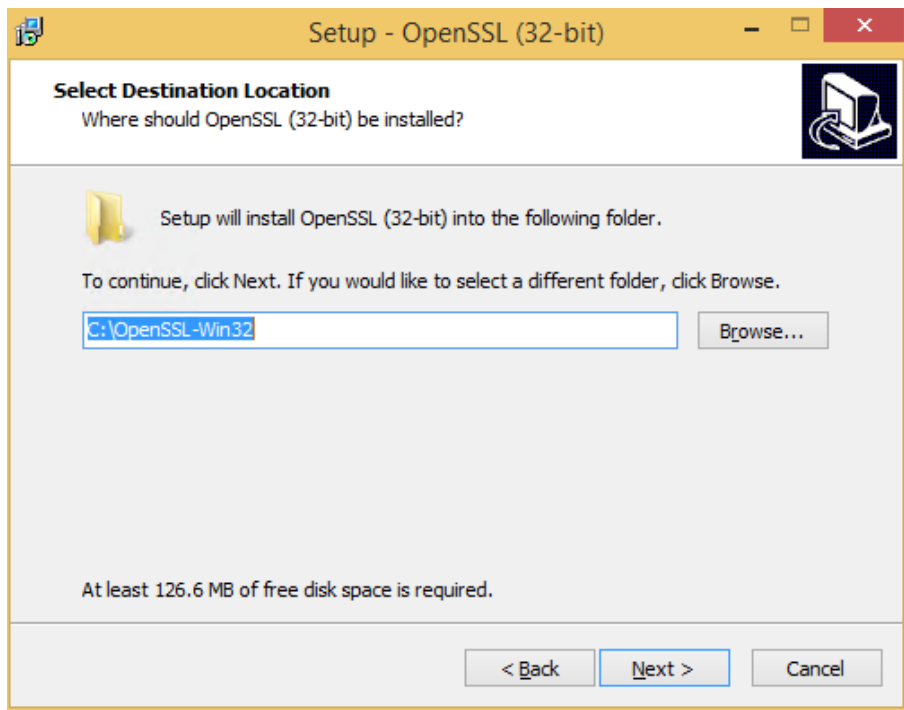 Setup - OpenSSL (32-bit)
Select Destination Location
Where should OpenSSL (32-bit) be installed?
Setup will install OpenSSL (32-bit) into the following folder.
To continue, click Next. If you would like to select a different folder, click Browse.
C:\OpenSSL-Win32
Browse...
At least 126.6 MB of free disk space is required.
< Back
Next >
Cancel